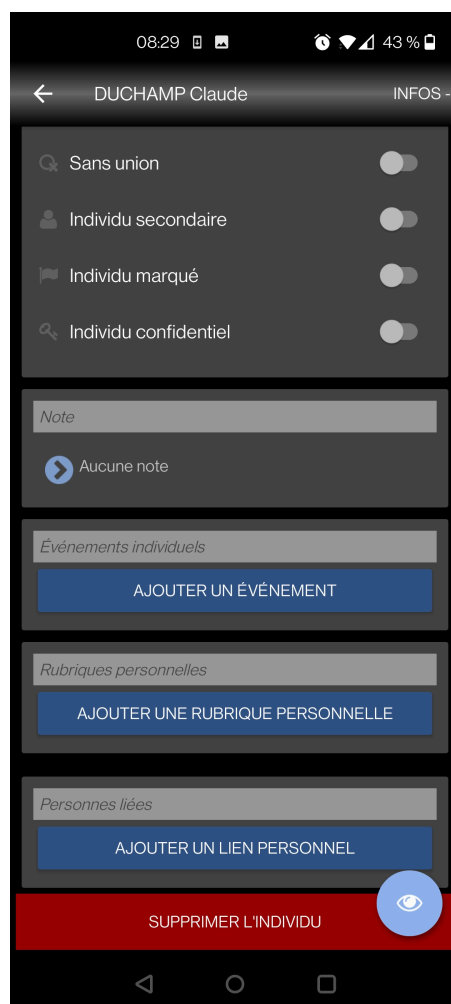 08:29
43 %
DUCHAMP Claude
INFOS -
Sans union
Individu secondaire
Individu marqué
Individu confidentiel
Note
Aucune note
Événements individuels
AJOUTER UN ÉVÉNEMENT
Rubriques personnelles
AJOUTER UNE RUBRIQUE PERSONNELLE
Personnes liées
AJOUTER UN LIEN PERSONNEL
SUPPRIMER L'INDIVIDU